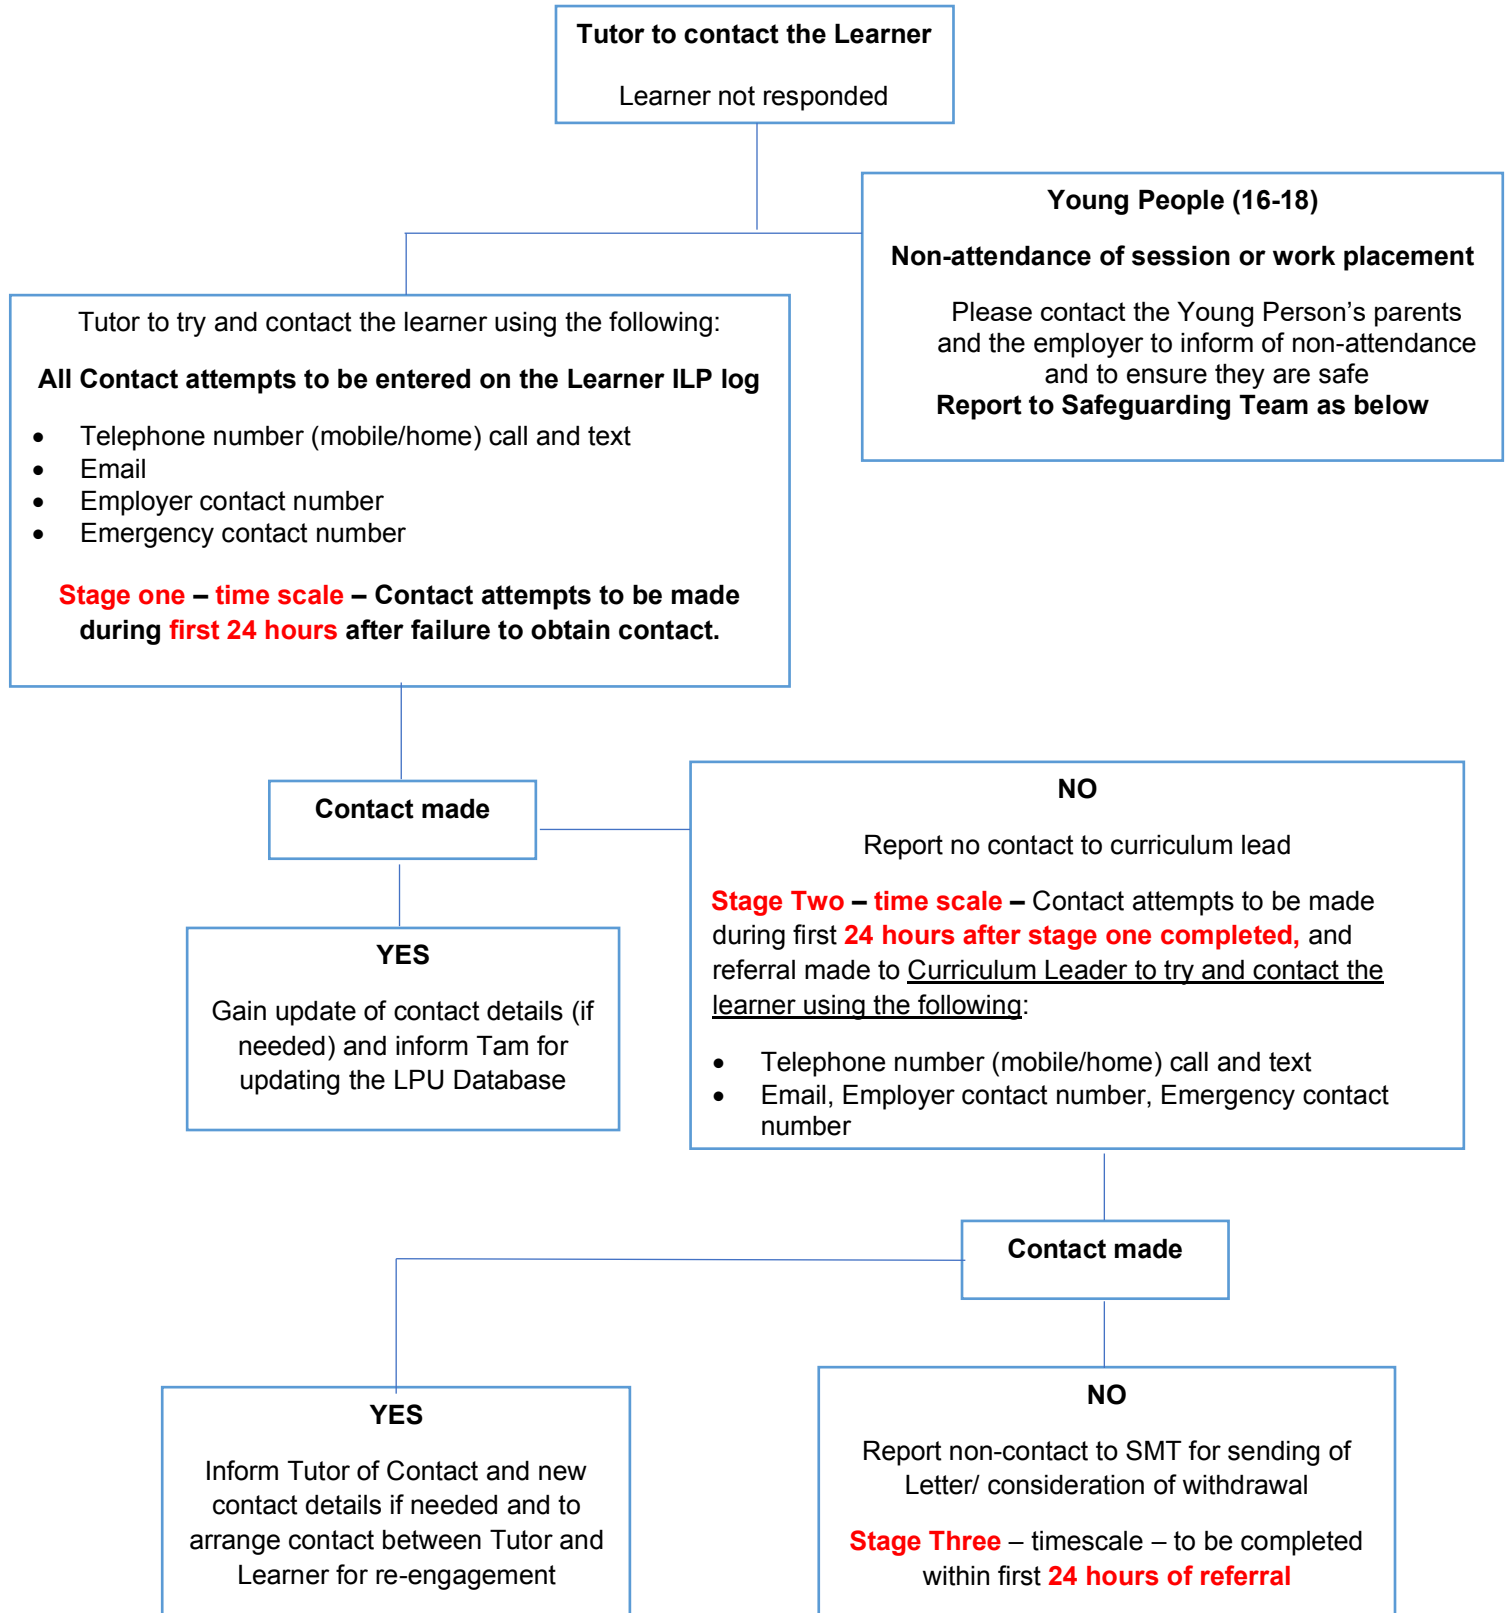 Tutor to contact the Learner
Learner not responded
Young People (16-18)
Non-attendance of session or work placement
Please contact the Young Person’s parents
and the employer to inform of non-attendance
and to ensure they are safe
Report to Safeguarding Team as below
Tutor to try and contact the learner using the following:
All Contact attempts to be entered on the Learner ILP log
• Telephone number (mobile/home) call and text
• Email
• Employer contact number
• Emergency contact number
Stage one – time scale – Contact attempts to be made
during first 24 hours after failure to obtain contact.
Contact made
NO
Report no contact to curriculum lead
Stage Two – time scale – Contact attempts to be made
during first 24 hours after stage one completed, and
referral made to Curriculum Leader to try and contact the
learner using the following:
• Telephone number (mobile/home) call and text
• Email, Employer contact number, Emergency contact
number
YES
Gain update of contact details (if
needed) and inform Tam for
updating the LPU Database
Contact made
YES
Inform Tutor of Contact and new
contact details if needed and to
arrange contact between Tutor and
Learner for re-engagement
NO
Report non-contact to SMT for sending of
Letter/ consideration of withdrawal
Stage Three – timescale – to be completed
within first 24 hours of referral